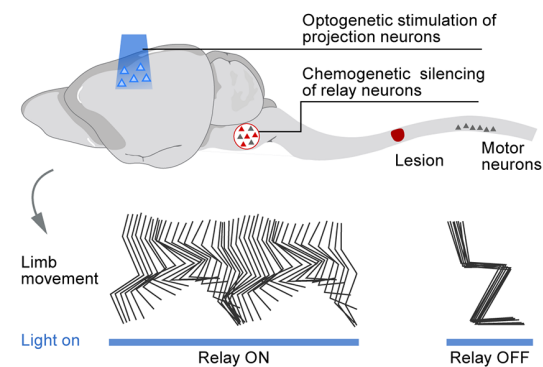 Optogenetic stimulation of
projection neurons
Chemogenetic silencing
of relay neurons
Lesion
Motor
neurons
Limb
movement
Light on
Relay ON
Relay OFF